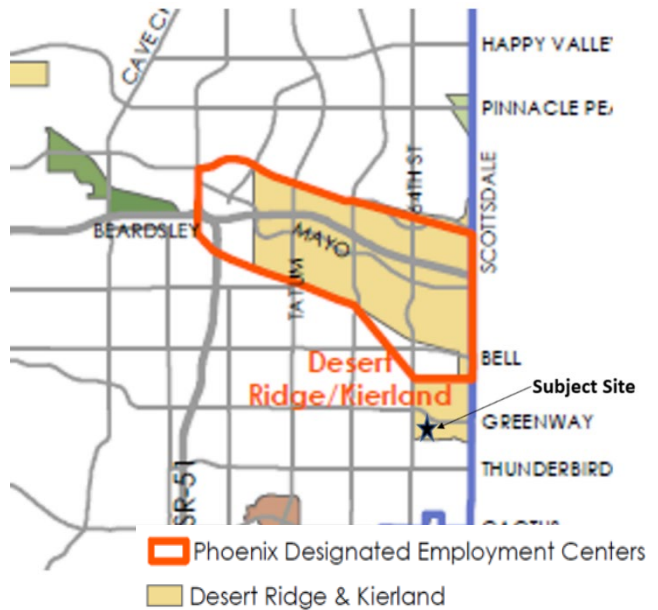 CAVE C
HAPPY VALLE
PINNACLE PE
64TH ST
SCOTTSDALE
BEARDSLEY
MAYO
TATUM
Desert
Ridge/Kierland
BELL
Subject Site
GREENWAY
THUNDERBIRD
SR-51
CACTUS
Phoenix Designated Employment Centers
Desert Ridge & Kierland